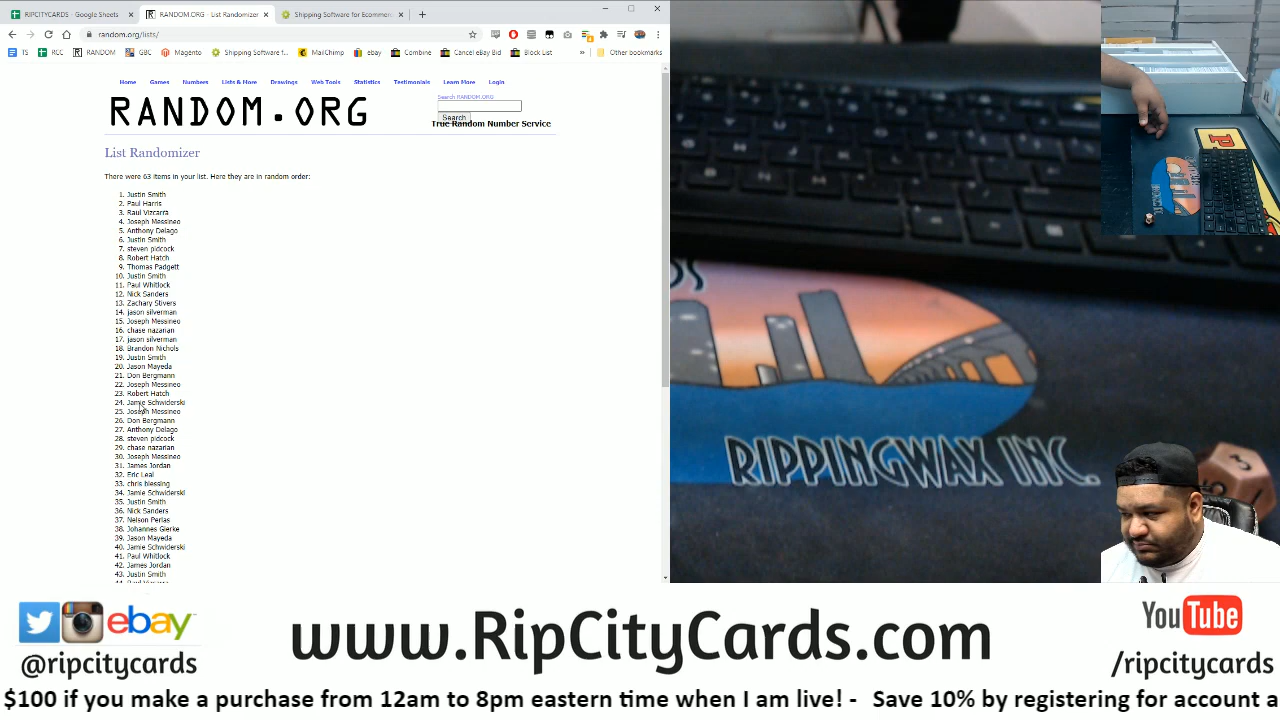 RIPCITYCARDS - Google Sheets
RANDOM.ORG - List Randomizer
Shipping Software for Ecommerc
random.org/lists/
TS
RCC
RANDOM
GBC
Magento
Shipping Software f...
MailChimp
ebay
Combine
Cancel eBay Bid
Block List
»
Other bookmarks
Home Games Numbers Lists & More Drawings Web Tools Statistics Testimonials Learn More Login
RANDOM.ORG
Search RANDOM.ORG
Search
True Random Number Service
List Randomizer
There were 63 items in your list. Here they are in random order:
1. Justin Smith
2. Paul Harris
3. Raul Vizcarra
4. Joseph Messineo
5. Anthony Delago
6. Justin Smith
7. steven pidcock
8. Robert Hatch
9. Thomas Padgett
10. Justin Smith
11. Paul Whitlock
12. Nick Sanders
13. Zachary Stivers
14. jason silverman
15. Joseph Messineo
16. chase nazarian
17. jason silverman
18. Brandon Nichols
19. Justin Smith
20. Jason Mayeda
21. Don Bergmann
22. Joseph Messineo
23. Robert Hatch
24. Jamie Schwiderski
25. Joseph Messineo
26. Don Bergmann
27. Anthony Delago
28. steven pidcock
29. chase nazarian
30. Joseph Messineo
31. James Jordan
32. Eric Leal
33. chris blessing
34. Jamie Schwiderski
35. Justin Smith
36. Nick Sanders
37. Nelson Perlas
38. Johannes Gierke
39. Jason Mayeda
40. Jamie Schwiderski
41. Paul Whitlock
42. James Jordan
43. Justin Smith
RIPPINGWAX INC.
ebay
@ripcitycards
www.RipCityCards.com
YouTube
/ripcitycards
$100 if you make a purchase from 12am to 8pm eastern time when I am live! - Save 10% by registering for account a